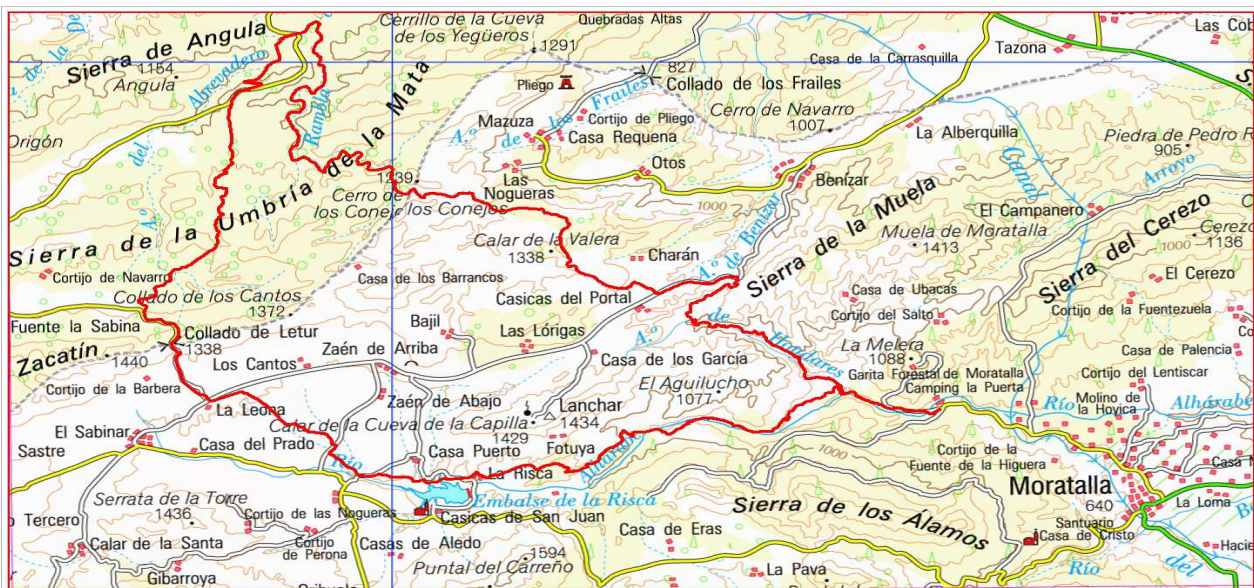 Sierra de Angula
1154
Angula
Abrevadero
del
A.º
Rambla
Cerrillo de la Cueva
de los Yegüeros
1291
Quebradas Altas
Tazona
Las Cob
Casa de la Carrasquilla
827
Collado de los Frailes
Pliego
A.º de los Frailes
Cortijo de Pliego
Mazuza
Casa Requena
Cerro de Navarro
1007
La Alberquilla
Piedra de Pedro R
905
Origón
Sierra de la Umbría de la Mata
1239
Cerro de
los Conej
los Conejos
Las
Nogueras
Otos
Benízar
1000
A.º de Benízar
Sierra de la Muela
Canal
Arroyo
El Campanero
Muela de Moratalla
1413
Sierra del Cerezo
1000
Cerezo
1136
El Cerezo
Calar de la Valera
1338
Charán
Cortijo de Navarro
Collado de los Cantos
1372
Casa de los Barrancos
Casicas del Portal
Casa de Ubacas
Cortijo del Salto
Cortijo de la Fuentezuela
Fuente la Sabina
Collado de Letur
1338
Zacatín
1440
Bajil
Las Lórigas
A.º de Hondares
La Melera
1088
Casa de Palencia
Los Cantos
Zaén de Arriba
Casa de los García
Garita Forestal de Moratalla
Camping la Puerta
Cortijo del Lentiscar
Cortijo de la Barbera
El Aguilucho
1077
Molino de
la Hoyica
Río Alhárabe
La Leona
Zaén de Abajo
Lanchar
1434
Calar de la Cueva de la Capilla
1429
El Sabinar
Sastre
Casa del Prado
Casa Puerto
Fotuya
1000
Cortijo de la
Fuente de la Higuera
Río
La Risca
Alhárabe
Moratalla
640
La Loma
Serrata de la Torre
1436
Embalse de la Risca
Sierra de los Álamos
Tercero
Cortijo de las Nogueras
Casicas de San Juan
Casa de Eras
Santuario
Casa de Cristo
Calar de la Santa
Cortijo
de Perona
Casas de Aledo
1594
Puntal del Carreño
La Pava
Río
del
Gibarroya